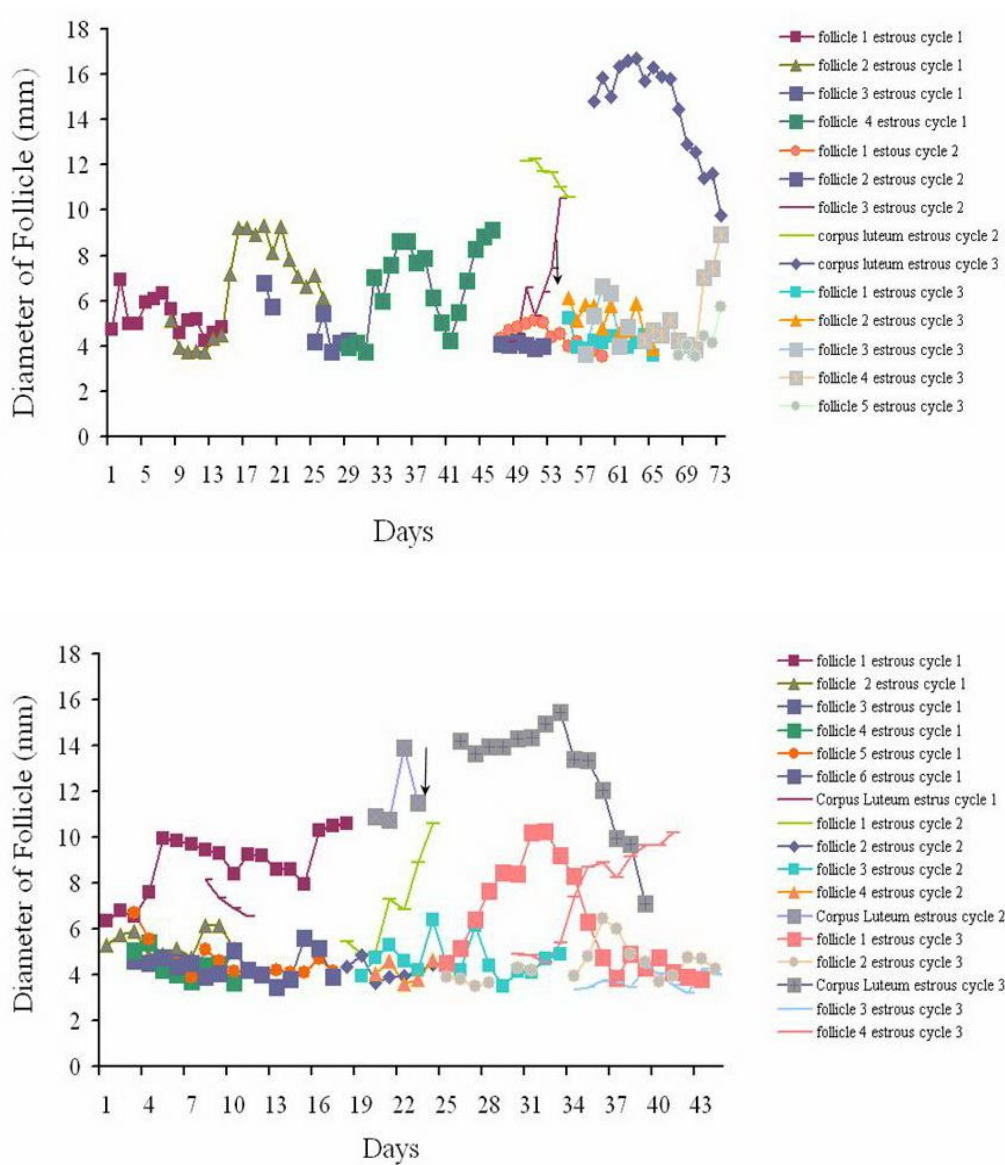 18
16
14
12
10
8
6
4
2
0
1 5 9 13 17 21 25 29 33 37 41 45 49 53 57 61 65 69 73
Diameter of Follicle (mm)
Days
follicle 1 estrous cycle 1
follicle 2 estrous cycle 1
follicle 3 estrous cycle 1
follicle 4 estrous cycle 1
follicle 1 estous cycle 2
follicle 2 estrous cycle 2
follicle 3 estrous cycle 2
corpus luteum estrous cycle 2
corpus luteum estrous cycle 3
follicle 1 estrous cycle 3
follicle 2 estrous cycle 3
follicle 3 estrous cycle 3
follicle 4 estrous cycle 3
follicle 5 estrous cycle 3
18
16
14
12
10
8
6
4
2
0
1 4 7 10 13 16 19 22 25 28 31 34 37 40 43
Diameter of Follicle (mm)
Days
follicle 1 estrous cycle 1
follicle 2 estrous cycle 1
follicle 3 estrous cycle 1
follicle 4 estrous cycle 1
follicle 5 estrous cycle 1
follicle 6 estrous cycle 1
Corpus Luteum estrus cycle 1
follicle 1 estrous cycle 2
follicle 2 estrous cycle 2
follicle 3 estrous cycle 2
follicle 4 estrous cycle 2
Corpus Luteum estrous cycle 2
follicle 1 estrous cycle 3
follicle 2 estrous cycle 3
Corpus Luteum estrous cycle 3
follicle 3 estrous cycle 3
follicle 4 estrous cycle 3